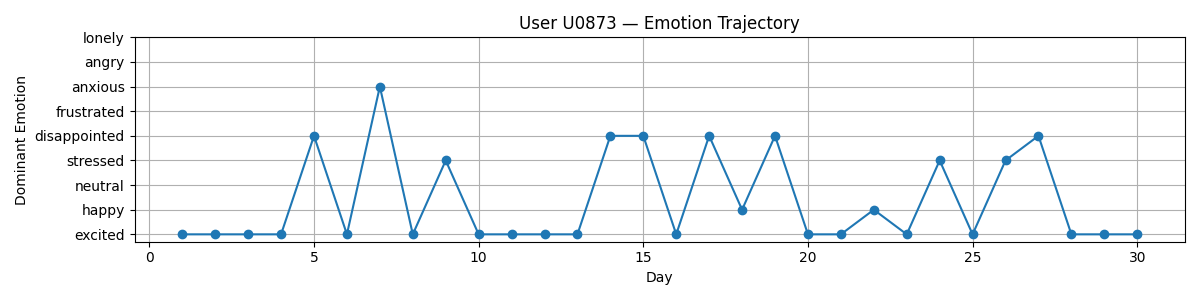 User U0873 — Emotion Trajectory
Dominant Emotion
lonely
angry
anxious
frustrated
disappointed
stressed
neutral
happy
excited
0 5 10 15 20 25 30
Day